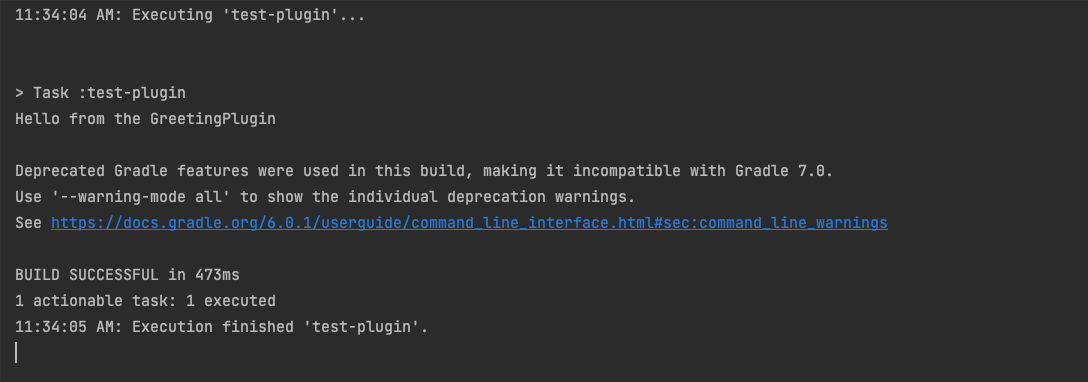 11:34:04 AM: Executing 'test-plugin'...
> Task :test-plugin
Hello from the GreetingPlugin
Deprecated Gradle features were used in this build, making it incompatible with Gradle 7.0.
Use '--warning-mode all' to show the individual deprecation warnings.
See https://docs.gradle.org/6.0.1/userguide/command_line_interface.html#sec:command_line_warnings
BUILD SUCCESSFUL in 473ms
1 actionable task: 1 executed
11:34:05 AM: Execution finished 'test-plugin'.